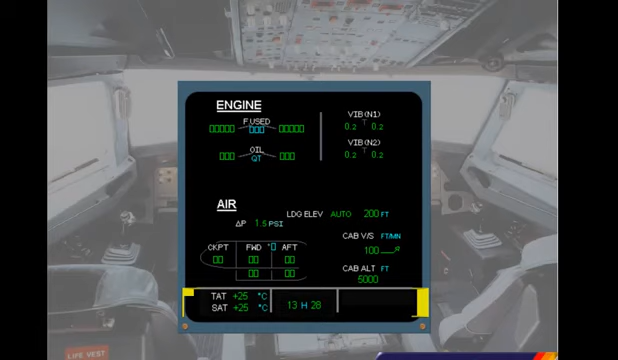 ENGINE
F.USED
VIB (N1)
0.2 0.2
OIL
QT
VIB (N2)
0.2 0.2
AIR
LDG ELEV AUTO 200 FT
ΔP 1.5 PSI
CAB V/S FT/MN
CKPT FWD AFT
100
CAB ALT FT
5000
TAT +25 °C
SAT +25 °C
13 H 28
LIFE VEST